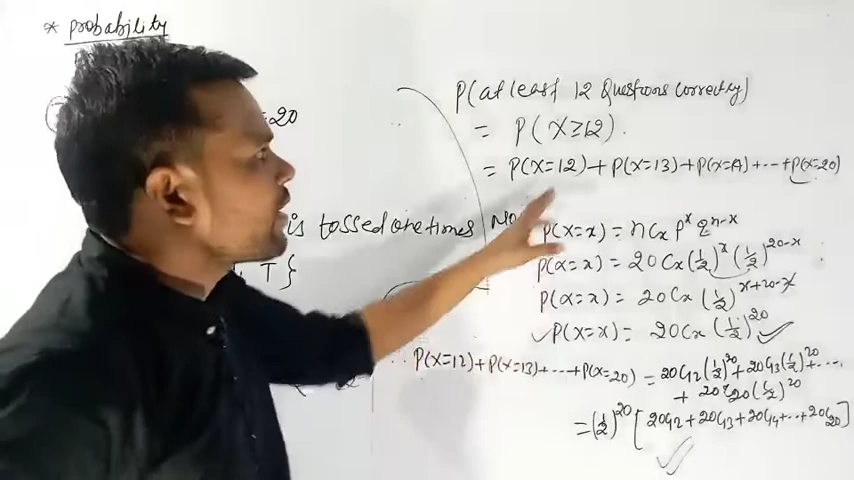 * probability
=20
is tossed one times
, T }
P(at least 12 Questions correctly)
= P(X≥12).
= P(X=12)+P(X=13)+P(X=14)+--+P(X=20)
Now
P(X=x) = nCx p^x q^n-x
P(X=x) = 20Cx (1/2)^x (1/2)^20-x
P(X=x) = 20Cx (1/2)^x+20-x
✓P(X=x) = 20Cx (1/2)^20 ✓
P(X=12)+P(X=13)+--+P(X=20) = 20C12(1/2)^20+20C13(1/2)^20+----
+ 20C20(1/2)^20
=(1/2)^20 [20C12+20C13+20C14+--+20C20]